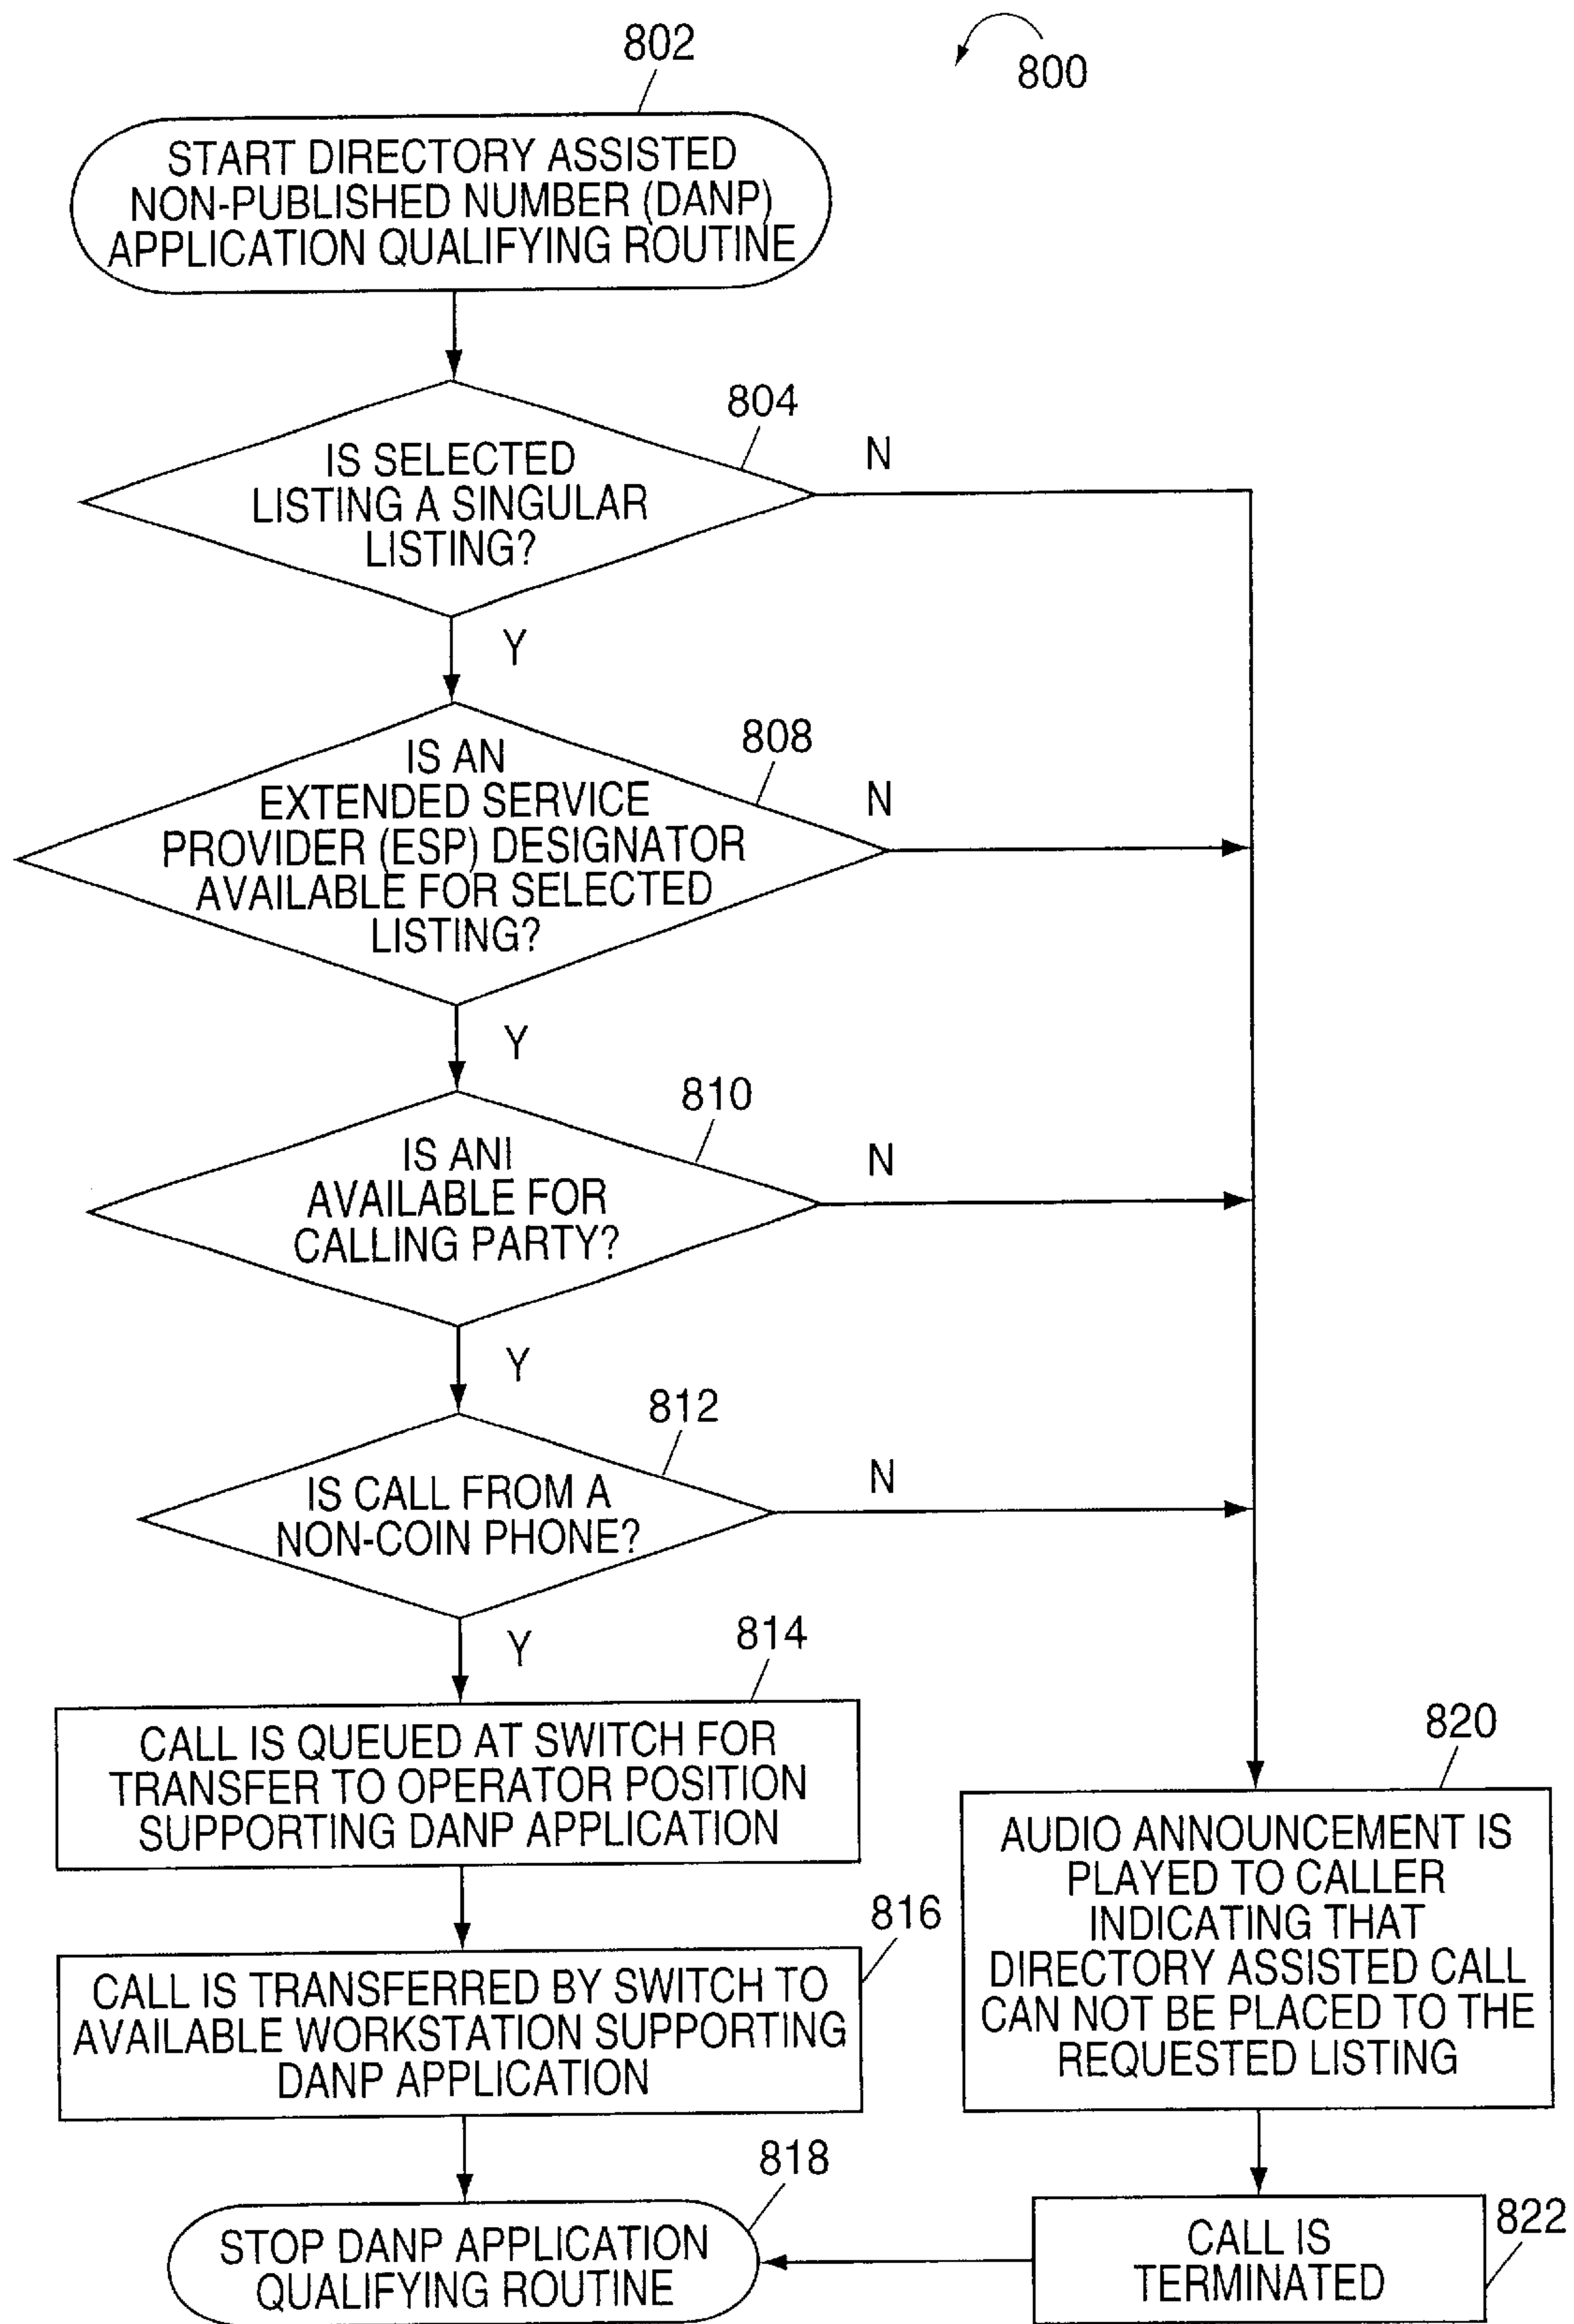 802
800
START DIRECTORY ASSISTED
NON-PUBLISHED NUMBER (DANP)
APPLICATION QUALIFYING ROUTINE
804
N
IS SELECTED
LISTING A SINGULAR
LISTING?
Y
808
N
IS AN
EXTENDED SERVICE
PROVIDER (ESP) DESIGNATOR
AVAILABLE FOR SELECTED
LISTING?
Y
810
N
IS ANI
AVAILABLE FOR
CALLING PARTY?
Y
812
N
IS CALL FROM A
NON-COIN PHONE?
Y
814
CALL IS QUEUED AT SWITCH FOR
TRANSFER TO OPERATOR POSITION
SUPPORTING DANP APPLICATION
816
CALL IS TRANSFERRED BY SWITCH TO
AVAILABLE WORKSTATION SUPPORTING
DANP APPLICATION
820
AUDIO ANNOUNCEMENT IS
PLAYED TO CALLER
INDICATING THAT
DIRECTORY ASSISTED CALL
CAN NOT BE PLACED TO THE
REQUESTED LISTING
818
STOP DANP APPLICATION
QUALIFYING ROUTINE
822
CALL IS
TERMINATED